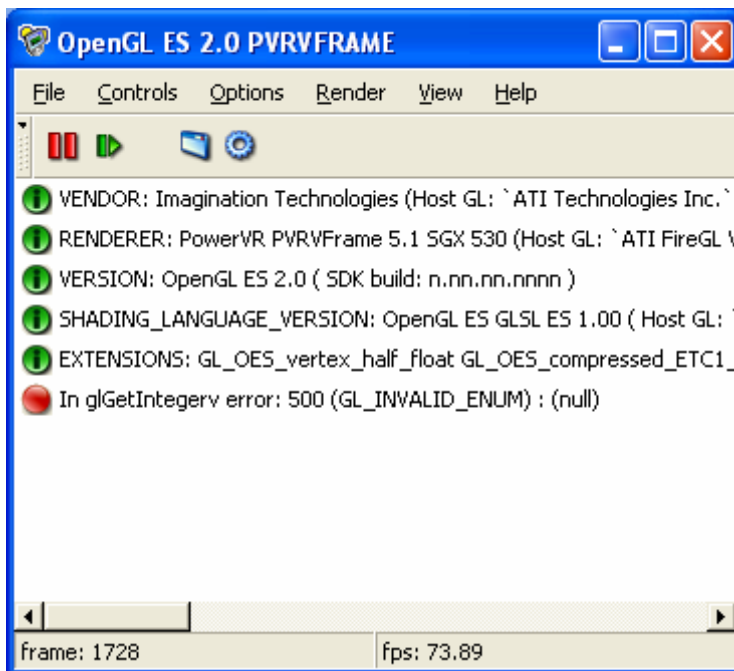 OpenGL ES 2.0 PVRVFRAME
File Controls Options Render View Help
VENDOR: Imagination Technologies (Host GL: `ATI Technologies Inc.`
RENDERER: PowerVR PVRVFrame 5.1 SGX 530 (Host GL: `ATI FireGL
VERSION: OpenGL ES 2.0 ( SDK build: n.nn.nn.nnnn )
SHADING_LANGUAGE_VERSION: OpenGL ES GLSL ES 1.00 ( Host GL: `
EXTENSIONS: GL_OES_vertex_half_float GL_OES_compressed_ETC1_
In glGetIntegerv error: 500 (GL_INVALID_ENUM) : (null)
frame: 1728 fps: 73.89